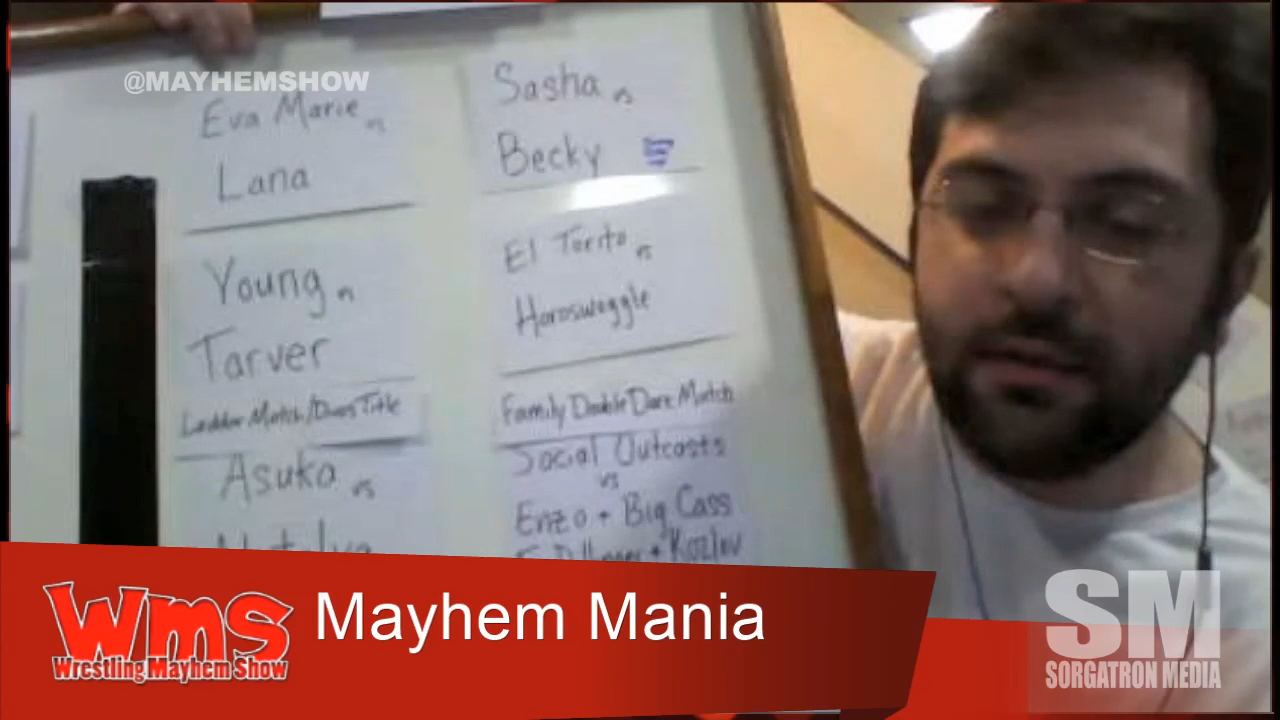 @MAYHEMSHOW
Eva Marie vs
Lana
Young vs
Tarver
Ladder Match/Divas Title
Asuka vs
Natalya
Sasha vs
Becky
El Torito vs
Hornswoggle
Family Double Dare Match
Social Outcasts
vs
Enzo + Big Cass
+ Kozlov
Wms
Wrestling Mayhem Show
Mayhem Mania
SM
SORGATRON MEDIA